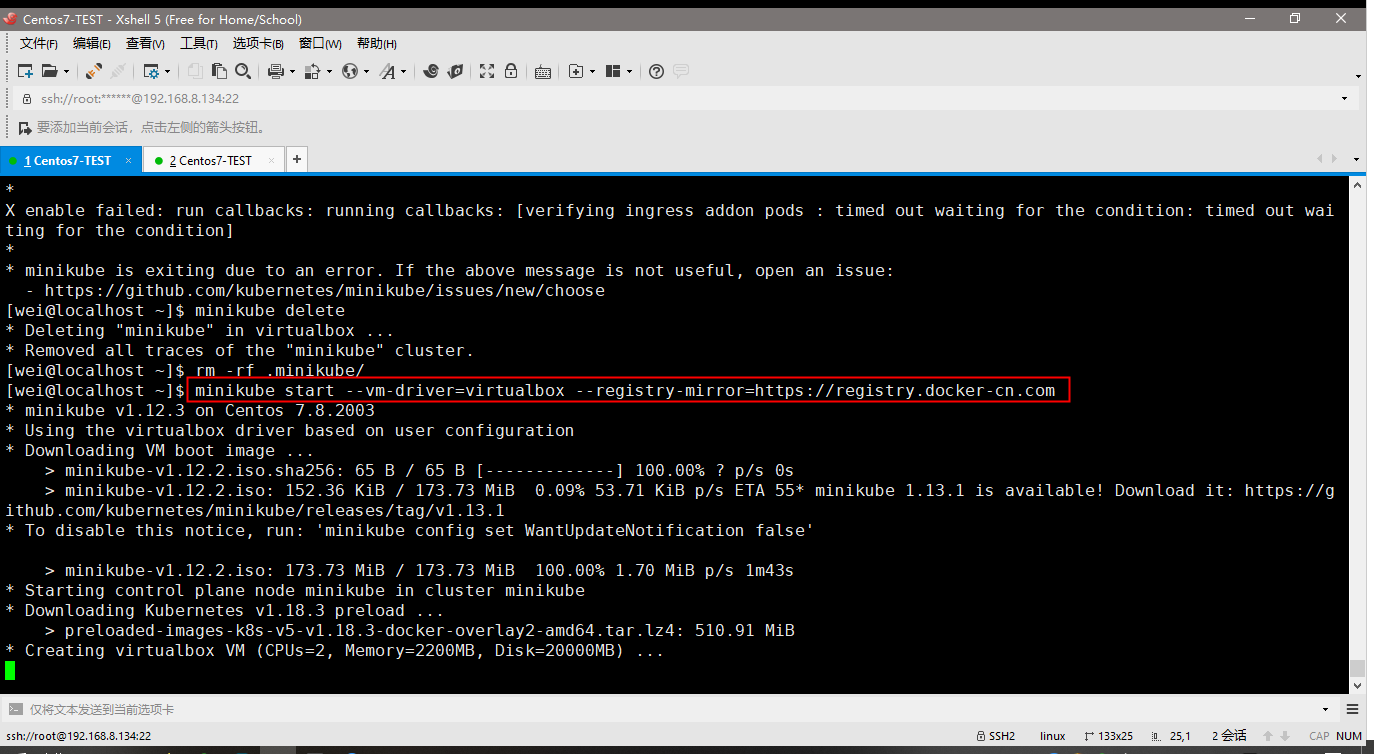 Centos7-TEST - Xshell 5 (Free for Home/School)
文件(F) 编辑(E) 查看(V) 工具(T) 选项卡(B) 窗口(W) 帮助(H)
ssh://root:******@192.168.8.134:22
要添加当前会话，点击左侧的箭头按钮。
1 Centos7-TEST × 2 Centos7-TEST × +
*
X enable failed: run callbacks: running callbacks: [verifying ingress addon pods : timed out waiting for the condition: timed out wai
ting for the condition]
*
* minikube is exiting due to an error. If the above message is not useful, open an issue:
- https://github.com/kubernetes/minikube/issues/new/choose
[wei@localhost ~]$ minikube delete
* Deleting "minikube" in virtualbox ...
* Removed all traces of the "minikube" cluster.
[wei@localhost ~]$ rm -rf .minikube/
[wei@localhost ~]$ minikube start --vm-driver=virtualbox --registry-mirror=https://registry.docker-cn.com
* minikube v1.12.3 on Centos 7.8.2003
* Using the virtualbox driver based on user configuration
* Downloading VM boot image ...
> minikube-v1.12.2.iso.sha256: 65 B / 65 B [-------------] 100.00% ? p/s 0s
> minikube-v1.12.2.iso: 152.36 KiB / 173.73 MiB 0.09% 53.71 KiB p/s ETA 55* minikube 1.13.1 is available! Download it: https://g
ithub.com/kubernetes/minikube/releases/tag/v1.13.1
* To disable this notice, run: 'minikube config set WantUpdateNotification false'
> minikube-v1.12.2.iso: 173.73 MiB / 173.73 MiB 100.00% 1.70 MiB p/s 1m43s
* Starting control plane node minikube in cluster minikube
* Downloading Kubernetes v1.18.3 preload ...
> preloaded-images-k8s-v5-v1.18.3-docker-overlay2-amd64.tar.lz4: 510.91 MiB
* Creating virtualbox VM (CPUs=2, Memory=2200MB, Disk=20000MB) ...
仅将文本发送到当前选项卡
ssh://root@192.168.8.134:22 SSH2 linux 133x25 25,1 2 会话 CAP NUM